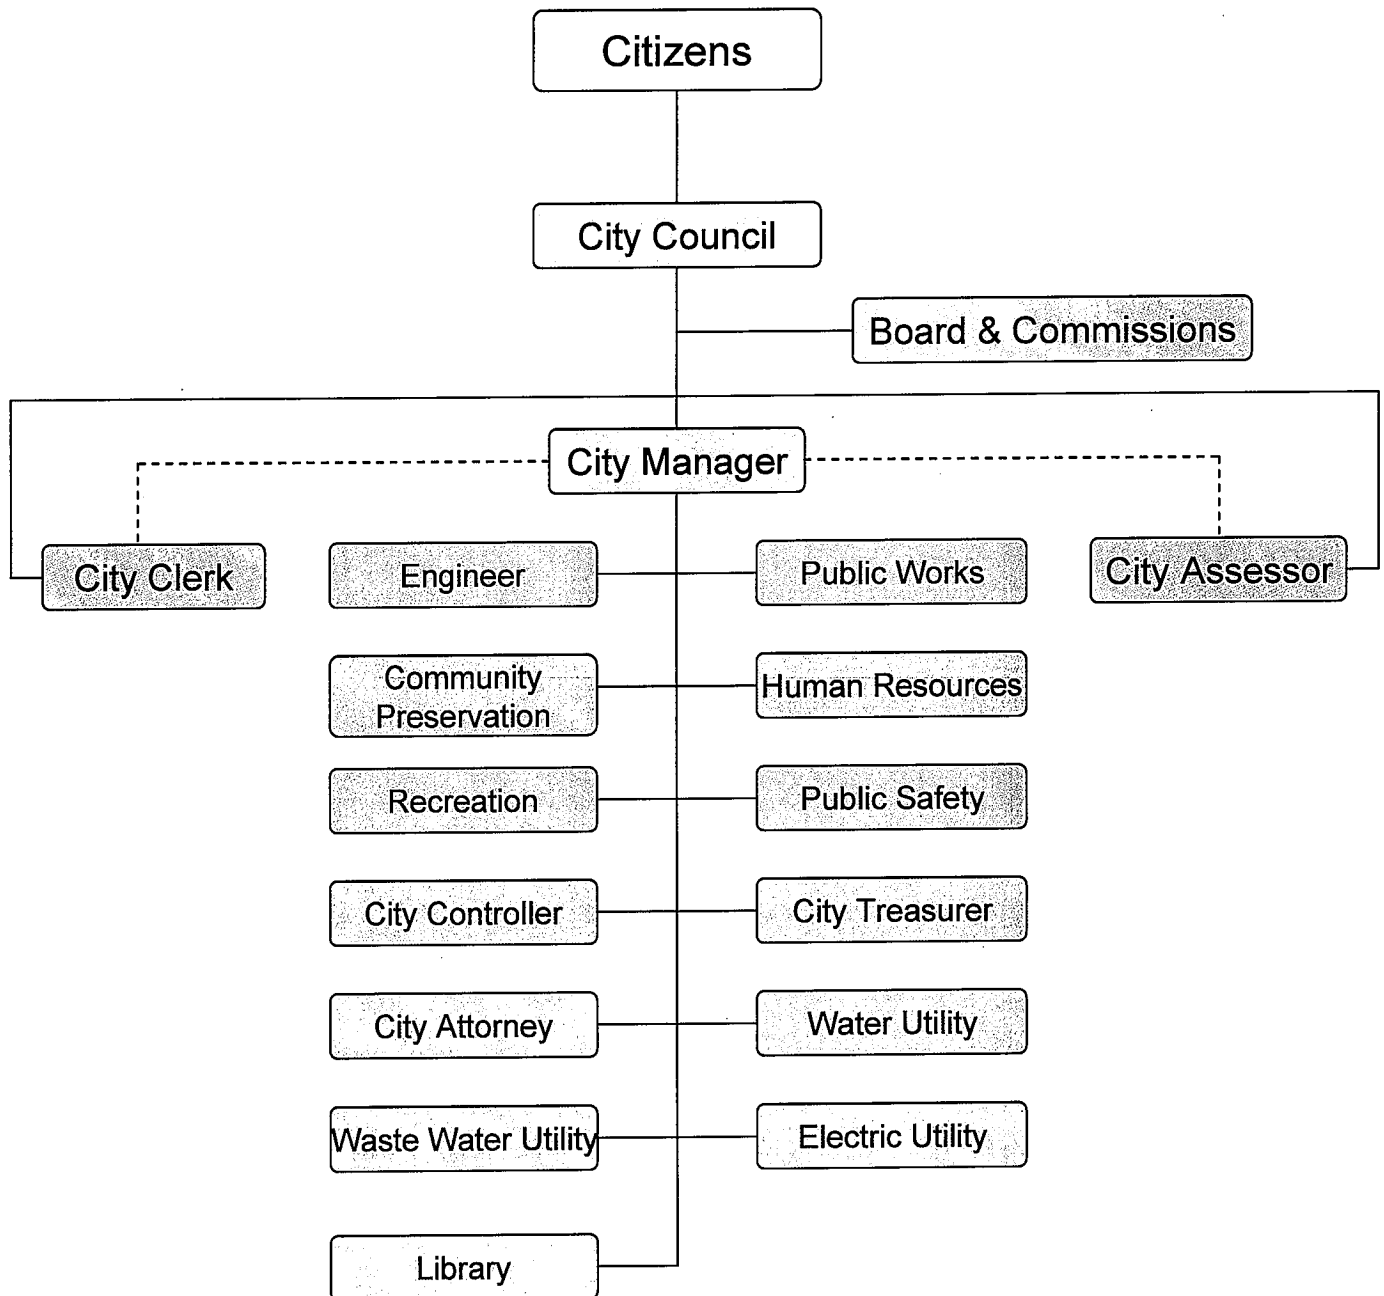 Citizens
City Council
Board & Commissions
City Manager
City Clerk
Engineer
Public Works
City Assessor
Community
Preservation
Human Resources
Recreation
Public Safety
City Controller
City Treasurer
City Attorney
Water Utility
Waste Water Utility
Electric Utility
Library